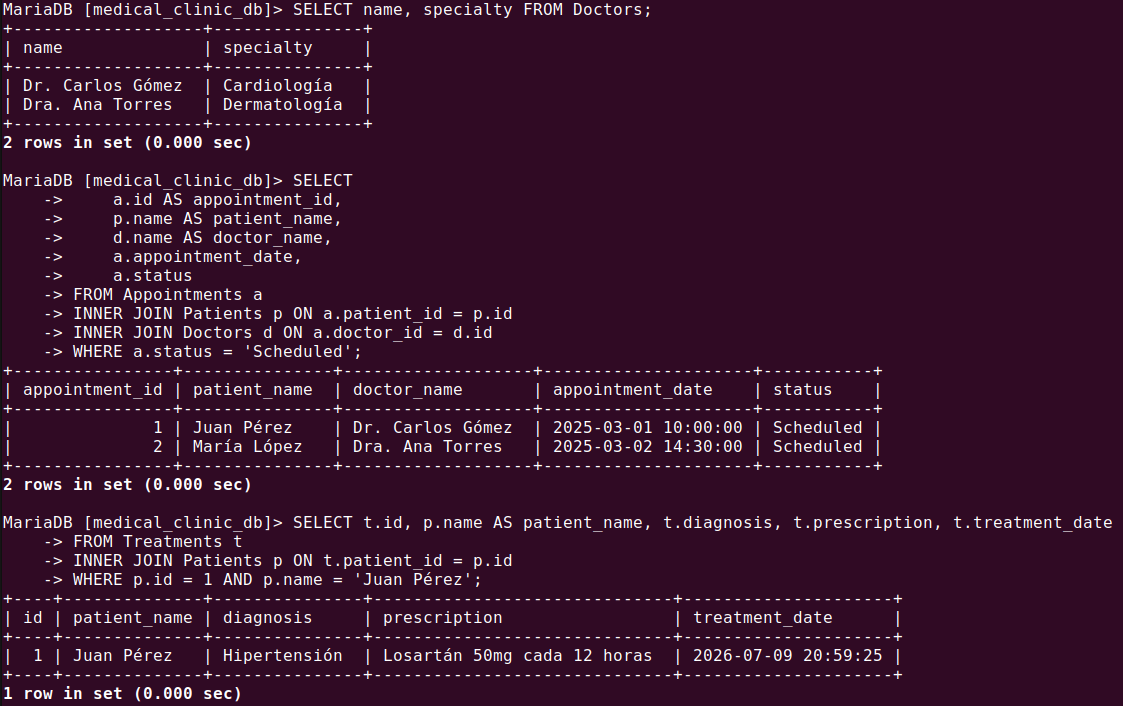 MariaDB [medical_clinic_db]> SELECT name, specialty FROM Doctors;
+-------------------+---------------+
| name              | specialty     |
+-------------------+---------------+
| Dr. Carlos Gómez  | Cardiología   |
| Dra. Ana Torres   | Dermatología  |
+-------------------+---------------+
2 rows in set (0.000 sec)

MariaDB [medical_clinic_db]> SELECT
    ->     a.id AS appointment_id,
    ->     p.name AS patient_name,
    ->     d.name AS doctor_name,
    ->     a.appointment_date,
    ->     a.status
    -> FROM Appointments a
    -> INNER JOIN Patients p ON a.patient_id = p.id
    -> INNER JOIN Doctors d ON a.doctor_id = d.id
    -> WHERE a.status = 'Scheduled';
+----------------+---------------+-------------------+---------------------+-----------+
| appointment_id | patient_name  | doctor_name       | appointment_date    | status    |
+----------------+---------------+-------------------+---------------------+-----------+
|              1 | Juan Pérez    | Dr. Carlos Gómez  | 2025-03-01 10:00:00 | Scheduled |
|              2 | María López   | Dra. Ana Torres   | 2025-03-02 14:30:00 | Scheduled |
+----------------+---------------+-------------------+---------------------+-----------+
2 rows in set (0.000 sec)

MariaDB [medical_clinic_db]> SELECT t.id, p.name AS patient_name, t.diagnosis, t.prescription, t.treatment_date
    -> FROM Treatments t
    -> INNER JOIN Patients p ON t.patient_id = p.id
    -> WHERE p.id = 1 AND p.name = 'Juan Pérez';
+----+--------------+---------------+------------------------------+---------------------+
| id | patient_name | diagnosis     | prescription                 | treatment_date      |
+----+--------------+---------------+------------------------------+---------------------+
|  1 | Juan Pérez   | Hipertensión  | Losartán 50mg cada 12 horas  | 2026-07-09 20:59:25 |
+----+--------------+---------------+------------------------------+---------------------+
1 row in set (0.000 sec)